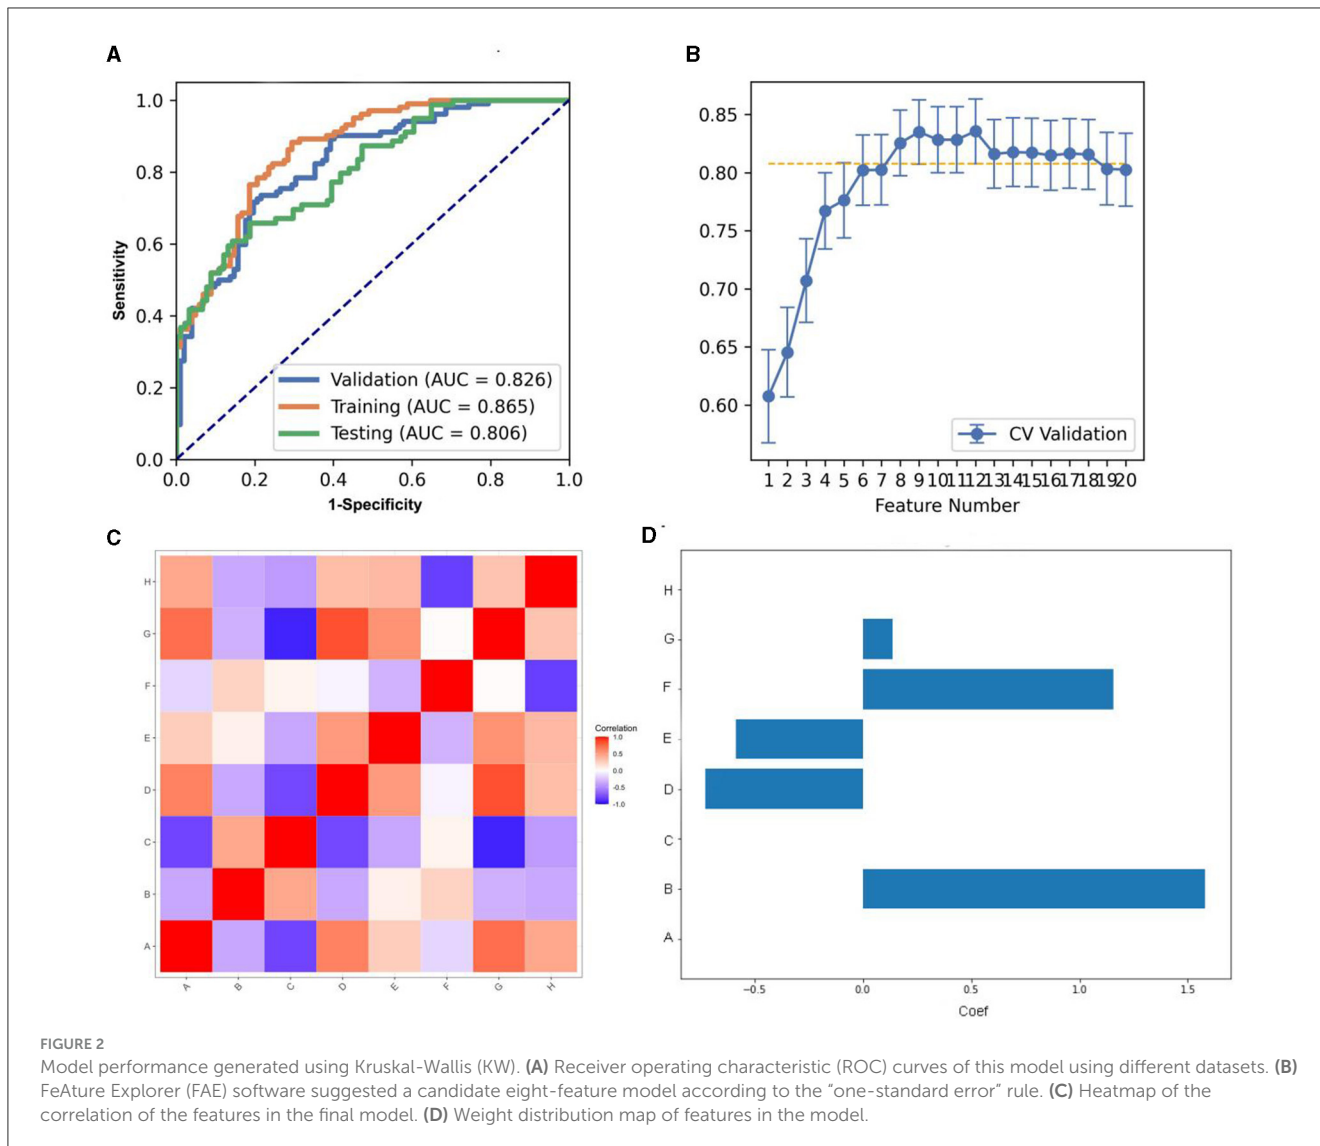 A
1.0
0.8
0.6
0.4
0.2
0.0
Sensitivity
Validation (AUC = 0.826)
Training (AUC = 0.865)
Testing (AUC = 0.806)
0.0 0.2 0.4 0.6 0.8 1.0
1-Specificity
B
0.85
0.80
0.75
0.70
0.65
0.60
CV Validation
1 2 3 4 5 6 7 8 9 10 11 12 13 14 15 16 17 18 19 20
Feature Number
C
H
G
F
E
D
C
B
A
A B C D E F G H
Correlation
1.0
0.5
0.0
-0.5
-1.0
D
H
G
F
E
D
C
B
A
−0.5 0.0 0.5 1.0 1.5
Coef
FIGURE 2
Model performance generated using Kruskal-Wallis (KW). (A) Receiver operating characteristic (ROC) curves of this model using different datasets. (B)
FeAture Explorer (FAE) software suggested a candidate eight-feature model according to the “one-standard error” rule. (C) Heatmap of the
correlation of the features in the final model. (D) Weight distribution map of features in the model.